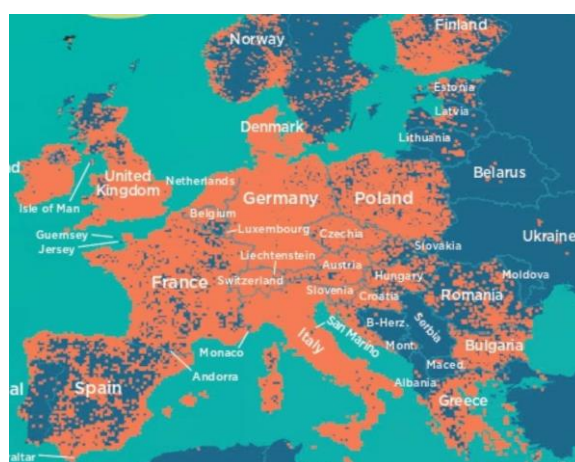 Norway
Finland
Estonia
Latvia
Denmark
Lithuania
d
United
Kingdom
Netherlands
Germany
Poland
Belarus
Isle of Man
Belgium
Guernsey
Luxembourg
Czechia
Ukraine
Jersey
Slovakia
Liechtenstein
Austria
Moldova
France
Switzerland
Hungary
Slovenia
Romania
Croatia
B-Herz.
Serbia
San Marino
Italy
Monaco
Mont.
Bulgaria
Maced.
Andorra
Albania
al
Spain
Greece
altar